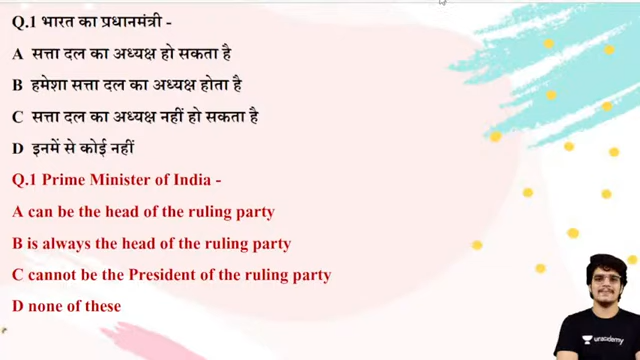 Q.1 भारत का प्रधानमंत्री -
A सत्ता दल का अध्यक्ष हो सकता है
B हमेशा सत्ता दल का अध्यक्ष होता है
C सत्ता दल का अध्यक्ष नहीं हो सकता है
D इनमें से कोई नहीं
Q.1 Prime Minister of India -
A can be the head of the ruling party
B is always the head of the ruling party
C cannot be the President of the ruling party
D none of these
unacademy